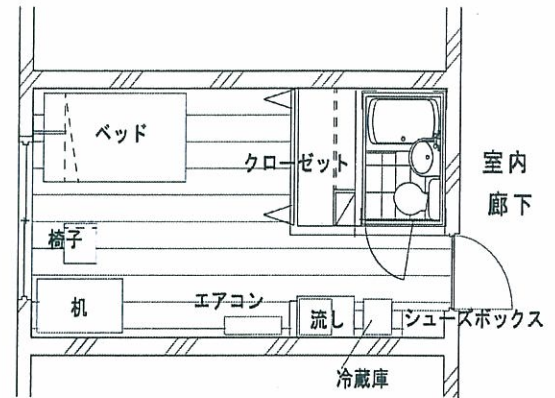 ベッド
クローゼット
室内
廊下
椅子
机
エアコン
流し
シューズボックス
冷蔵庫